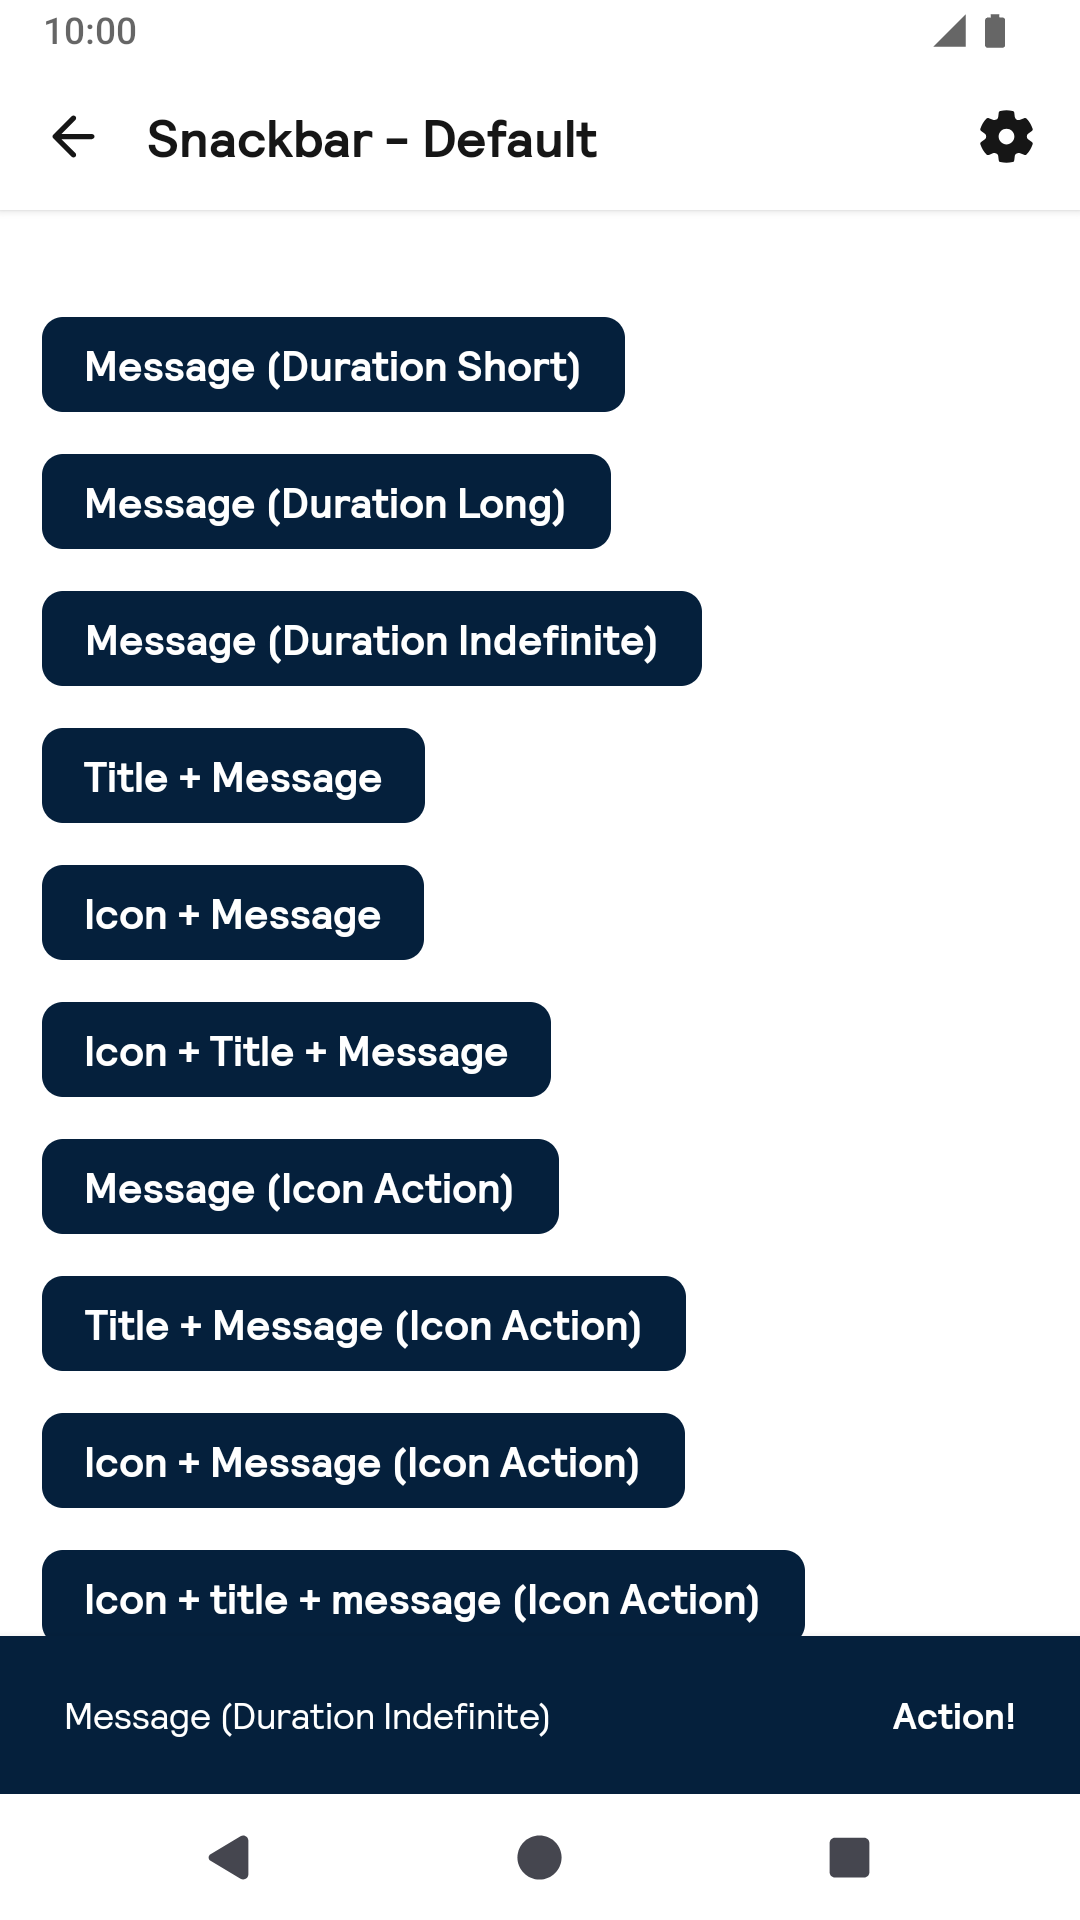 10:00
Snackbar - Default
Message (Duration Short)
Message (Duration Long)
Message (Duration Indefinite)
Title + Message
Icon + Message
Icon + Title + Message
Message (Icon Action)
Title + Message (Icon Action)
Icon + Message (Icon Action)
Icon + title + message (Icon Action)
Message (Duration Indefinite) Action!